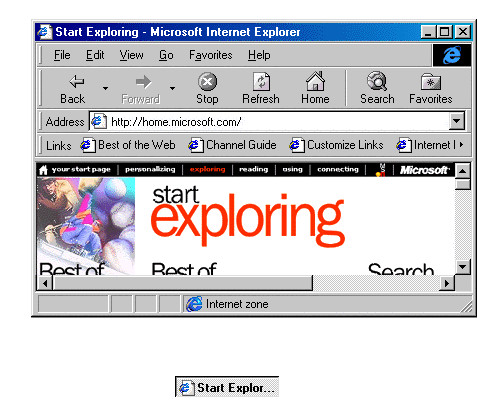 Start Exploring - Microsoft Internet Explorer
File Edit View Go Favorites Help
Back Forward Stop Refresh Home Search Favorites
Address http://home.microsoft.com/
Links Best of the Web Channel Guide Customize Links Internet I
your start page personalizing exploring reading using connecting Microsoft
start
exploring
Best of Best of Search
Internet zone
Start Explor...